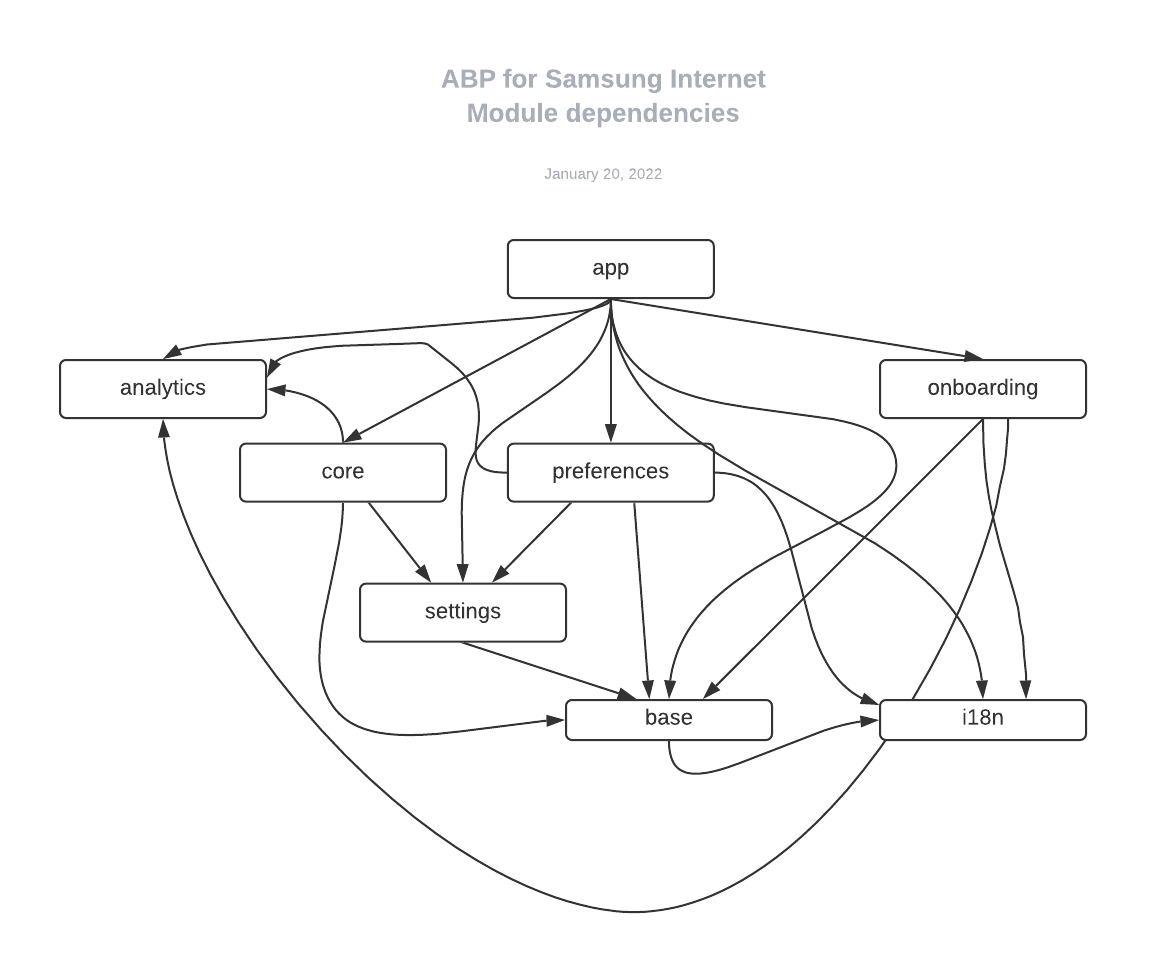 ABP for Samsung Internet
Module dependencies
January 20, 2022
app
analytics
onboarding
core
preferences
settings
base
i18n